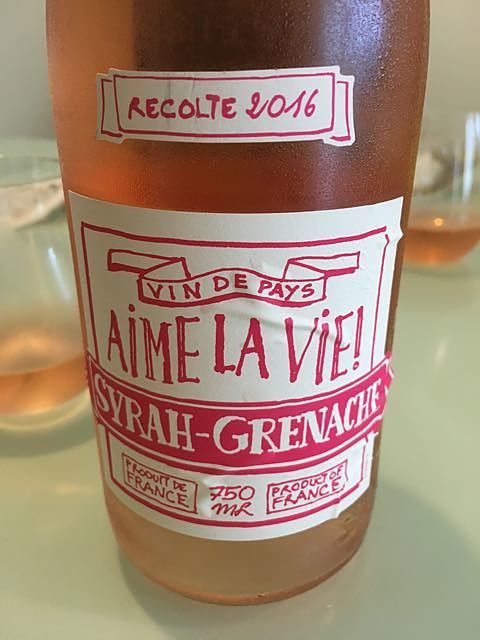 RECOLTE 2016
VIN DE PAYS
AiME LA ViE!
SYRAH-GRENACHE
PRODUIT DE
FRANCE
750
ml
PRODUCT OF
FRANCE